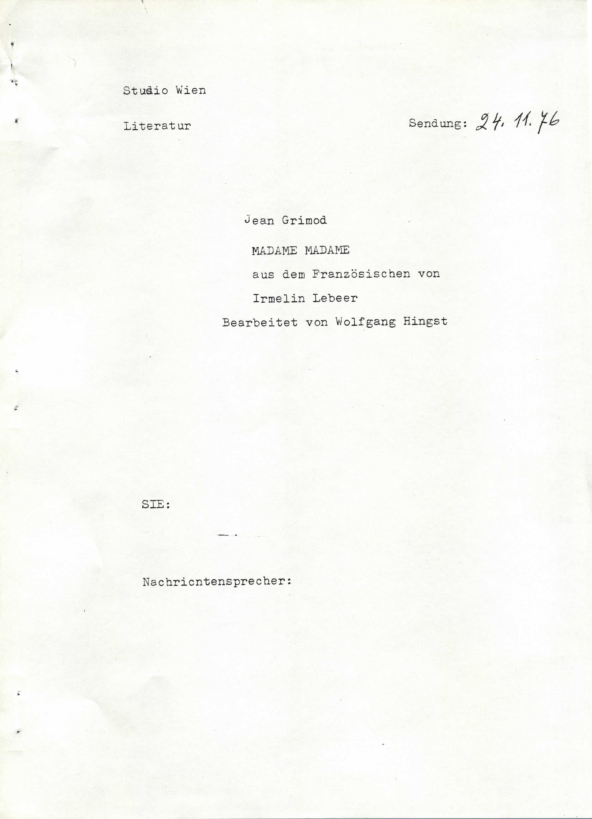 Studio Wien
Literatur
Sendung: 24. 11. 76
Jean Grimod
MADAME MADAME
aus dem Französischen von
Irmelin Lebeer
Bearbeitet von Wolfgang Hingst
SIE:
Nachrichtensprecher: